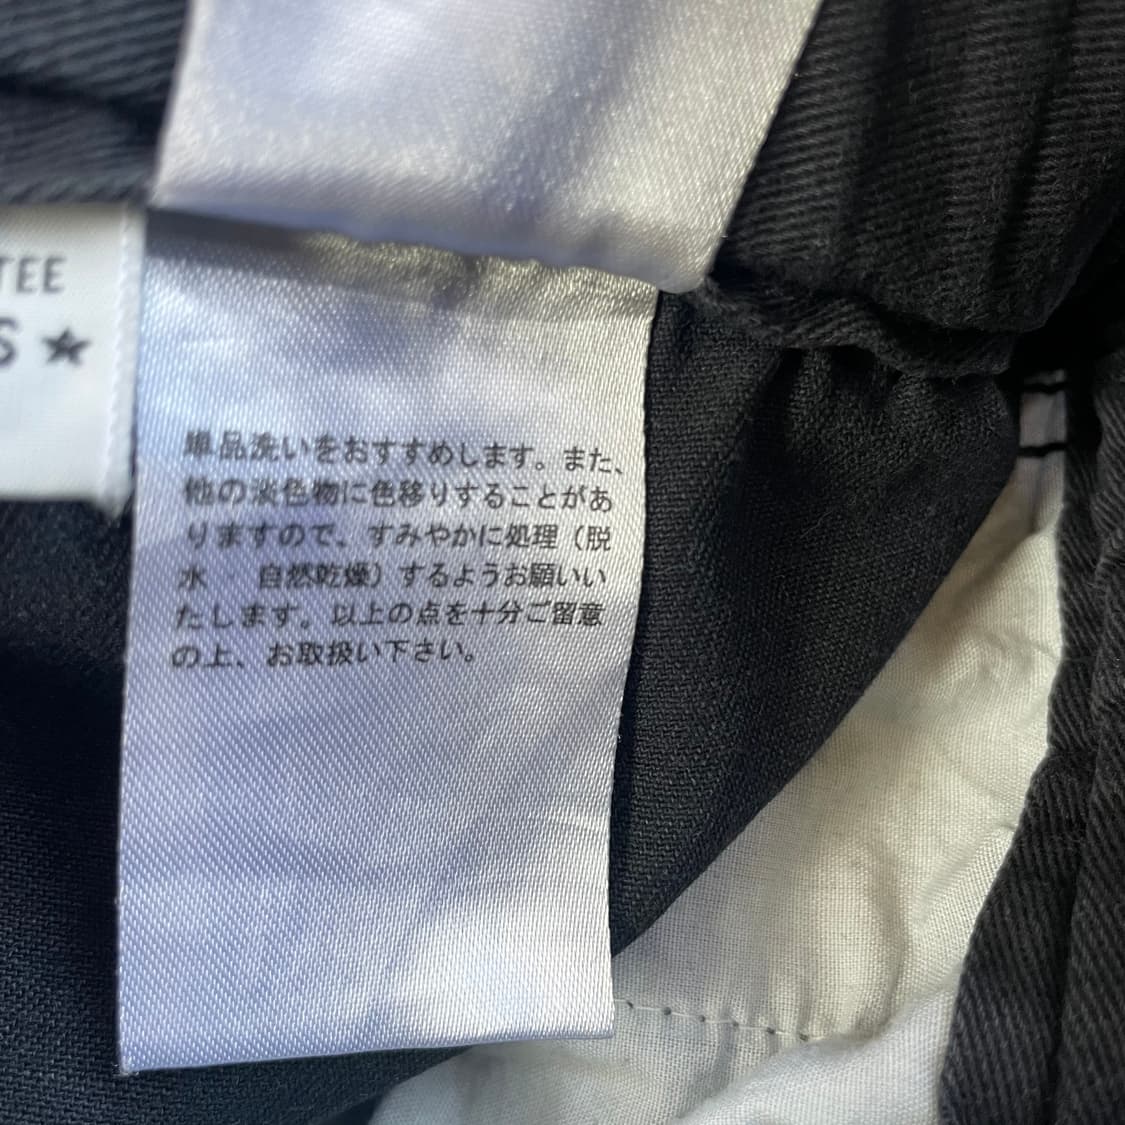 TEE
S★
単品洗いをおすすめします。また、
他の淡色物に色移りすることがあ
りますので、すみやかに処理（脱
水　自然乾燥）するようお願いい
たします。以上の点を十分ご留意
の上、お取扱い下さい。